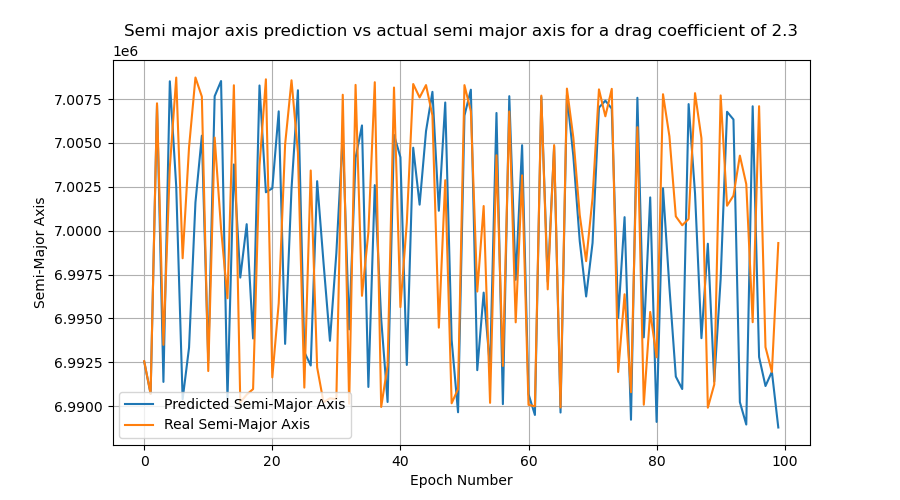 Semi major axis prediction vs actual semi major axis for a drag coefficient of 2.3
1e6
7.0075
7.0050
7.0025
7.0000
6.9975
6.9950
6.9925
6.9900
Semi-Major Axis
Predicted Semi-Major Axis
Real Semi-Major Axis
0 20 40 60 80 100
Epoch Number